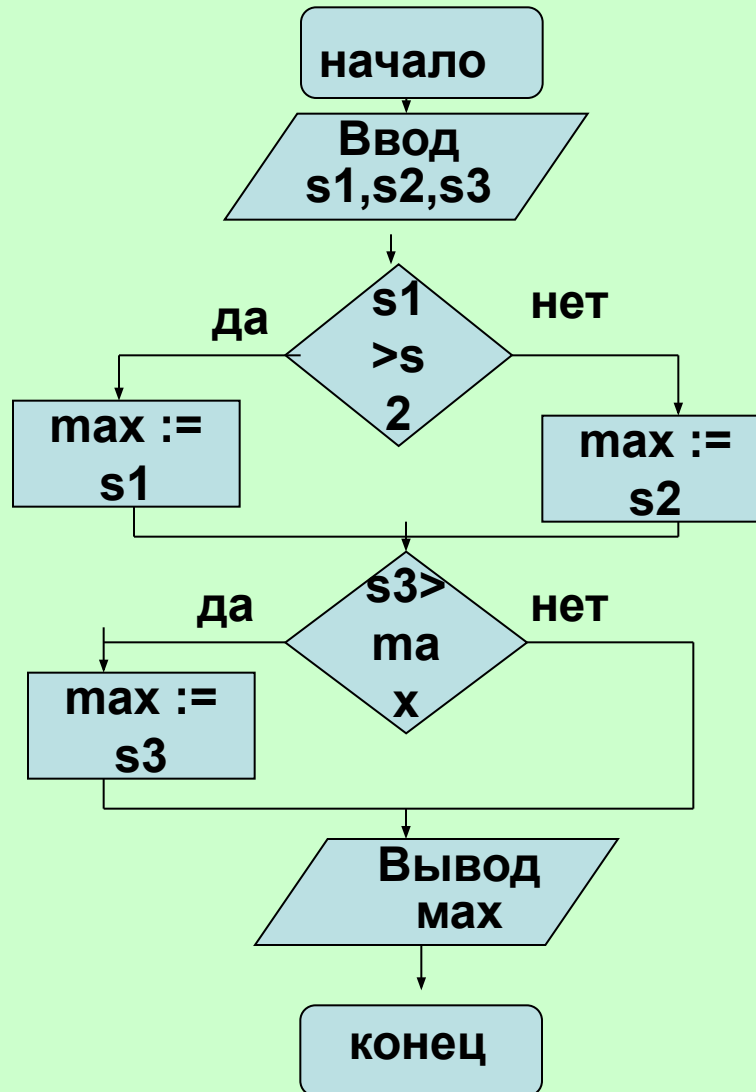 начало
Ввод
s1,s2,s3
s1
>s
2
да
нет
max :=
s1
max :=
s2
s3>
ma
x
да
нет
max :=
s3
Вывод
мах
конец